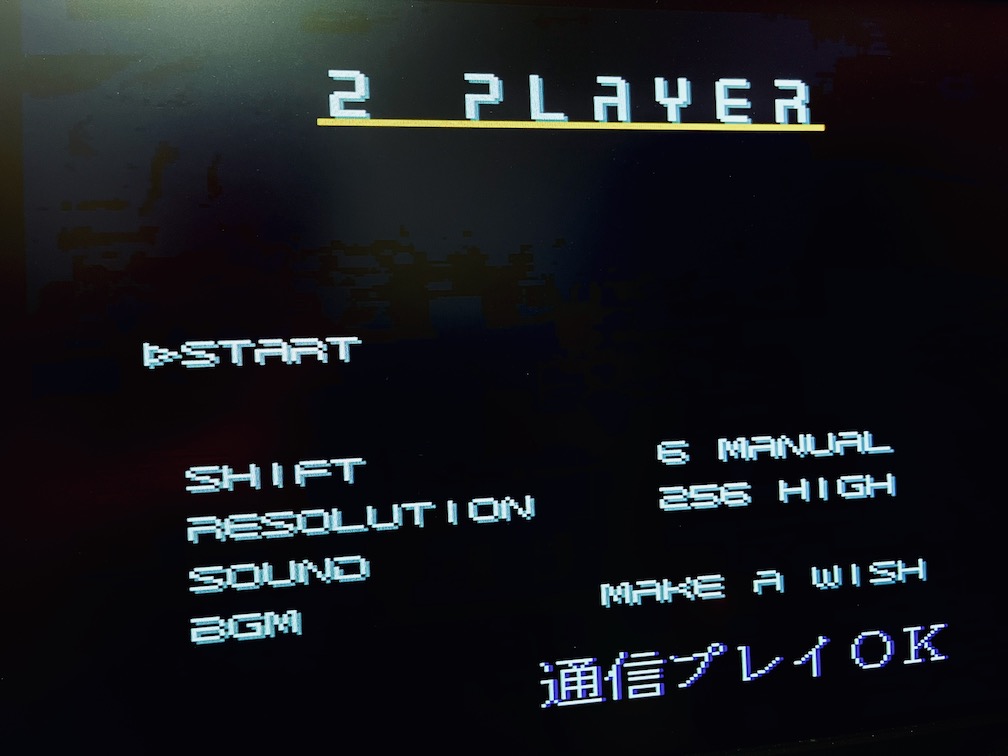 2 PLAYER
▷START
SHIFT 6 MANUAL
RESOLUTION 256 HIGH
SOUND
BGM MAKE A WISH
通信プレイOK